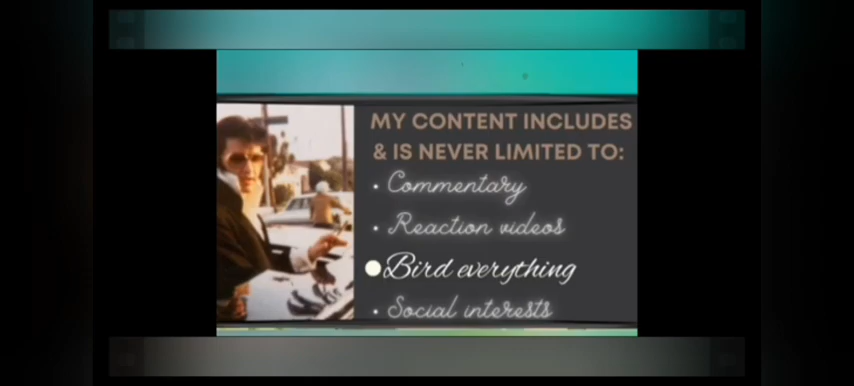 MY CONTENT INCLUDES
& IS NEVER LIMITED TO:
• Commentary
• Reaction videos
• Bird everything
• Social interests